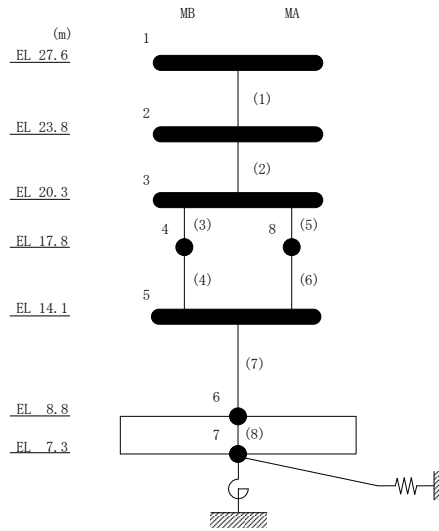 MB MA
(m)
1
EL 27.6
(1)
2
EL 23.8
(2)
3
EL 20.3
4 (3) 8 (5)
EL 17.8
(4) (6)
5
EL 14.1
(7)
6
EL 8.8
7 (8)
EL 7.3